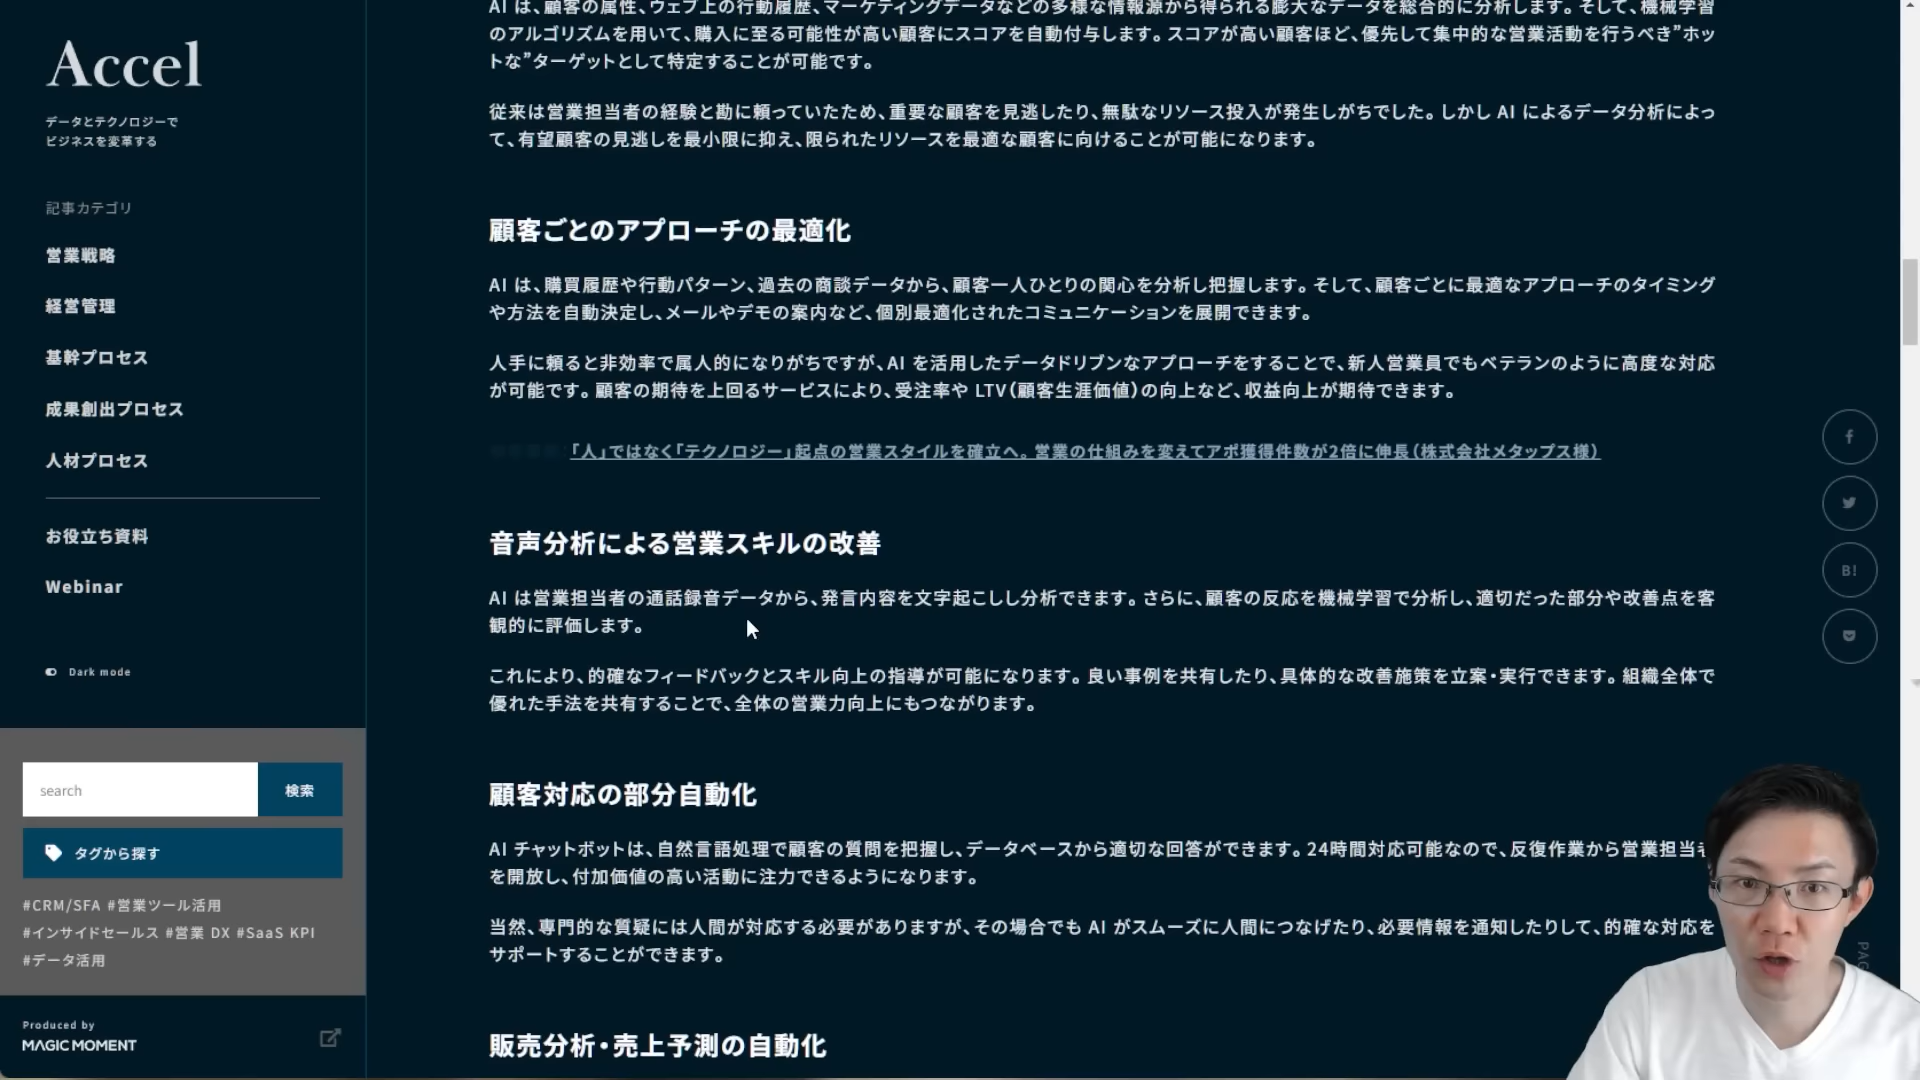 Accel
データとテクノロジーで
ビジネスを変革する
記事カテゴリ
営業戦略
経営管理
基幹プロセス
成果創出プロセス
人材プロセス
お役立ち資料
Webinar
Dark mode
search
検索
タグから探す
#CRM/SFA #営業ツール活用
#インサイドセールス #営業 DX #SaaS KPI
#データ活用
Produced by
MAGIC MOMENT
AI は、顧客の属性、ウェブ上の行動履歴、マーケティングデータなどの多様な情報源から得られる膨大なデータを総合的に分析します。そして、機械学習
のアルゴリズムを用いて、購入に至る可能性が高い顧客にスコアを自動付与します。スコアが高い顧客ほど、優先して集中的な営業活動を行うべき”ホッ
トな”ターゲットとして特定することが可能です。
従来は営業担当者の経験と勘に頼っていたため、重要な顧客を見逃したり、無駄なリソース投入が発生しがちでした。しかし AI によるデータ分析によっ
て、有望顧客の見逃しを最小限に抑え、限られたリソースを最適な顧客に向けることが可能になります。
顧客ごとのアプローチの最適化
AI は、購買履歴や行動パターン、過去の商談データから、顧客一人ひとりの関心を分析し把握します。そして、顧客ごとに最適なアプローチのタイミング
や方法を自動決定し、メールやデモの案内など、個別最適化されたコミュニケーションを展開できます。
人手に頼ると非効率で属人的になりがちですが、AI を活用したデータドリブンなアプローチをすることで、新人営業員でもベテランのように高度な対応
が可能です。顧客の期待を上回るサービスにより、受注率や LTV（顧客生涯価値）の向上など、収益向上が期待できます。
「人」ではなく「テクノロジー」起点の営業スタイルを確立へ。営業の仕組みを変えてアポ獲得件数が2倍に伸長（株式会社メタップス様）
音声分析による営業スキルの改善
AI は営業担当者の通話録音データから、発言内容を文字起こしし分析できます。さらに、顧客の反応を機械学習で分析し、適切だった部分や改善点を客
観的に評価します。
これにより、的確なフィードバックとスキル向上の指導が可能になります。良い事例を共有したり、具体的な改善施策を立案・実行できます。組織全体で
優れた手法を共有することで、全体の営業力向上にもつながります。
顧客対応の部分自動化
AI チャットボットは、自然言語処理で顧客の質問を把握し、データベースから適切な回答ができます。24時間対応可能なので、反復作業から営業担当者
を開放し、付加価値の高い活動に注力できるようになります。
当然、専門的な質疑には人間が対応する必要がありますが、その場合でも AI がスムーズに人間につなげたり、必要情報を通知したりして、的確な対応を
サポートすることができます。
販売分析・売上予測の自動化
B!